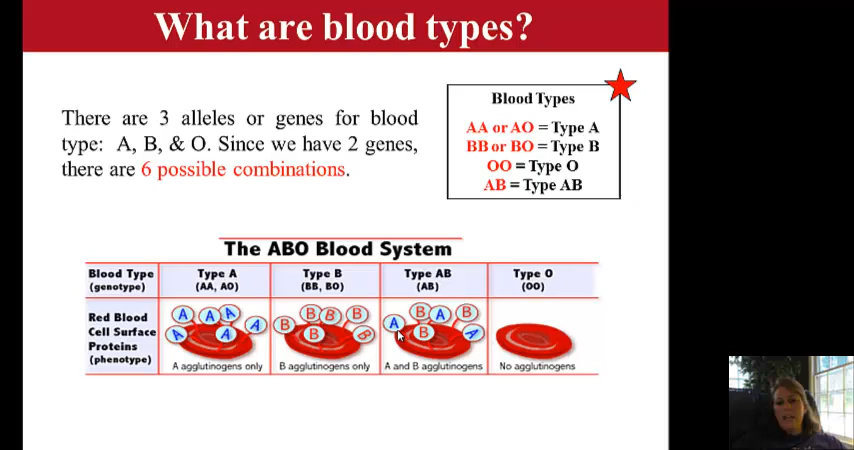 What are blood types?
There are 3 alleles or genes for blood
type: A, B, & O. Since we have 2 genes,
there are 6 possible combinations.
Blood Types
AA or AO = Type A
BB or BO = Type B
OO = Type O
AB = Type AB
The ABO Blood System
Blood Type
(genotype)
Type A
(AA, AO)
Type B
(BB, BO)
Type AB
(AB)
Type O
(OO)
Red Blood
Cell Surface
Proteins
(phenotype)
A A A A A A
A agglutinogens only
B B B B B B
B agglutinogens only
A B A B B A
A and B agglutinogens
No agglutinogens